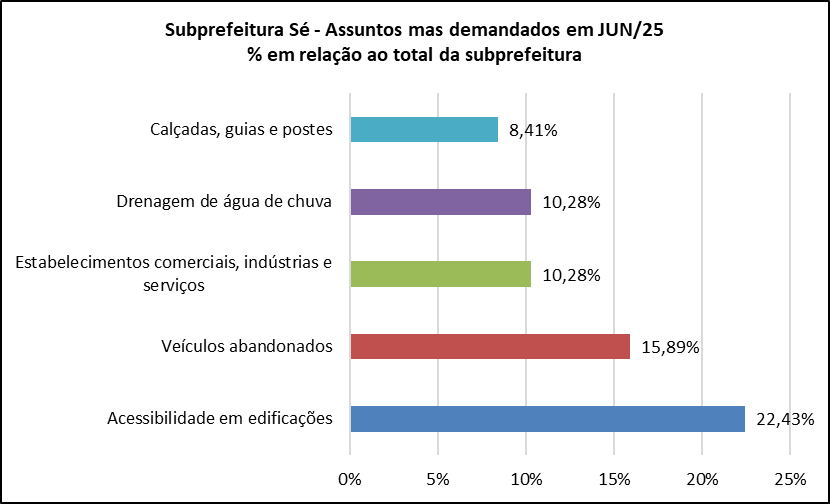 Subprefeitura Sé - Assuntos mas demandados em JUN/25
% em relação ao total da subprefeitura
Calçadas, guias e postes
8,41%
Drenagem de água de chuva
10,28%
Estabelecimentos comerciais, indústrias e
serviços
10,28%
Veículos abandonados
15,89%
Acessibilidade em edificações
22,43%
0% 5% 10% 15% 20% 25%